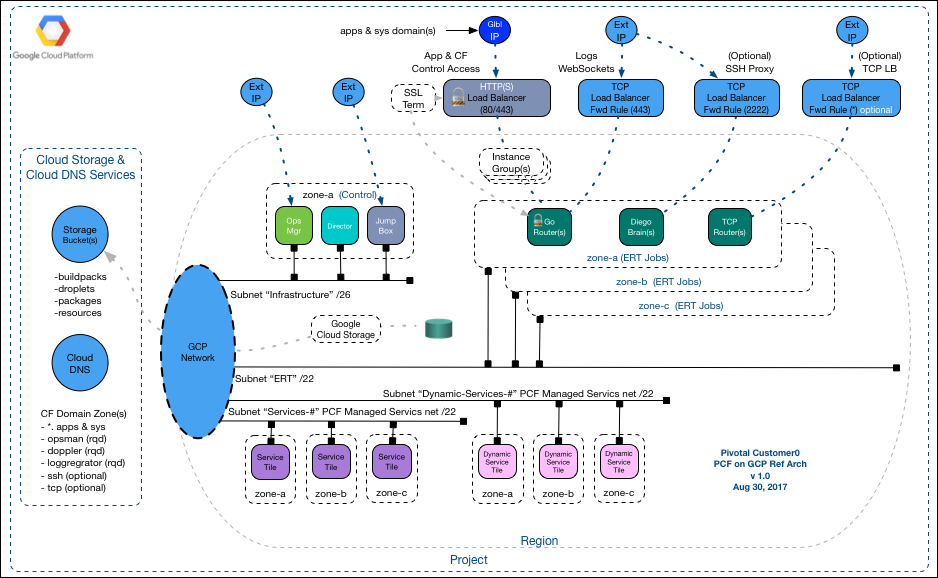 Google Cloud Platform
apps & sys domain(s)
Glbl
IP
Ext
IP
Ext
IP
App & CF
Control Access
Logs
WebSockets
(Optional)
SSH Proxy
(Optional)
TCP LB
Ext
IP
Ext
IP
SSL
Term
HTTP(S)
Load Balancer
(80/443)
TCP
Load Balancer
Fwd Rule (443)
TCP
Load Balancer
Fwd Rule (2222)
TCP
Load Balancer
Fwd Rule (*) optional
Cloud Storage &
Cloud DNS Services
Storage
Bucket(s)
-buildpacks
-droplets
-packages
-resources
Cloud
DNS
CF Domain Zone(s)
- *. apps & sys
- opsman (rqd)
- doppler (rqd)
- loggregrator (rqd)
- ssh (optional)
- tcp (optional)
Instance
Group(s)
zone-a (Control)
Ops
Mgr
Director
Jump
Box
Go
Router(s)
Diego
Brain(s)
TCP
Router(s)
zone-a (ERT Jobs)
zone-b (ERT Jobs)
zone-c (ERT Jobs)
Subnet “Infrastructure” /26
Google
Cloud Storage
GCP
Network
Subnet “ERT” /22
Subnet “Dynamic-Services-#” PCF Managed Servics net /22
Subnet “Services-#” PCF Managed Servics net /22
Service
Tile
Service
Tile
Service
Tile
zone-a
zone-b
zone-c
Dynamic
Service
Tile
Dynamic
Service
Tile
Dynamic
Service
Tile
zone-a
zone-b
zone-c
Pivotal Customer0
PCF on GCP Ref Arch
v 1.0
Aug 30, 2017
Region
Project